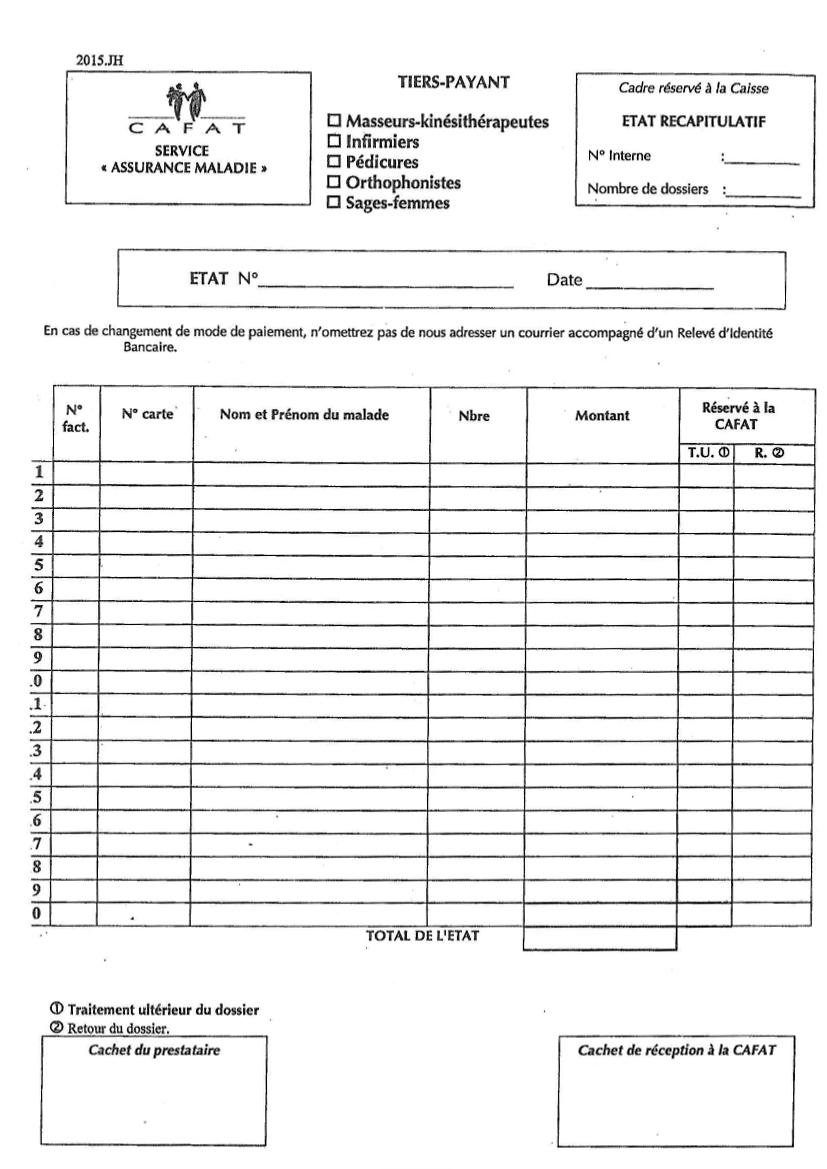 2015.JH
CAFAT
SERVICE
« ASSURANCE MALADIE »
TIERS-PAYANT
☐ Masseurs-kinésithérapeutes
☐ Infirmiers
☐ Pédicures
☐ Orthophonistes
☐ Sages-femmes
Cadre réservé à la Caisse
ETAT RECAPITULATIF
N° Interne :
Nombre de dossiers :
ETAT N° Date
En cas de changement de mode de paiement, n'omettrez pas de nous adresser un courrier accompagné d'un Relevé d'Identité
Bancaire.
N° fact. N° carte Nom et Prénom du malade Nbre Montant Réservé à la CAFAT
T.U. ① R. ②
1
2
3
4
5
6
7
8
9
.0
.1
.2
.3
.4
.5
.6
.7
8
9
0
TOTAL DE L'ETAT
① Traitement ultérieur du dossier
② Retour du dossier.
Cachet du prestataire
Cachet de réception à la CAFAT